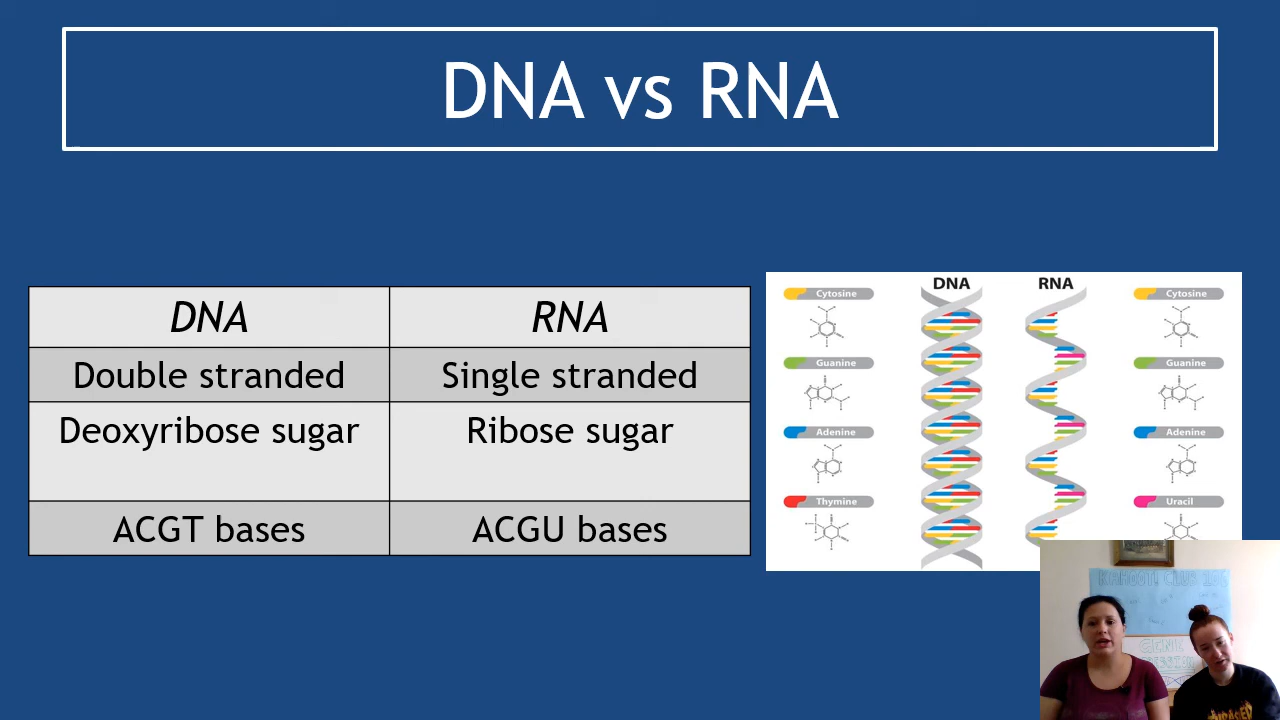 DNA vs RNA
DNA RNA
Double stranded Single stranded
Deoxyribose sugar Ribose sugar
ACGT bases ACGU bases
DNA RNA
Cytosine Cytosine
Guanine Guanine
Adenine Adenine
Thymine Uracil
GENE